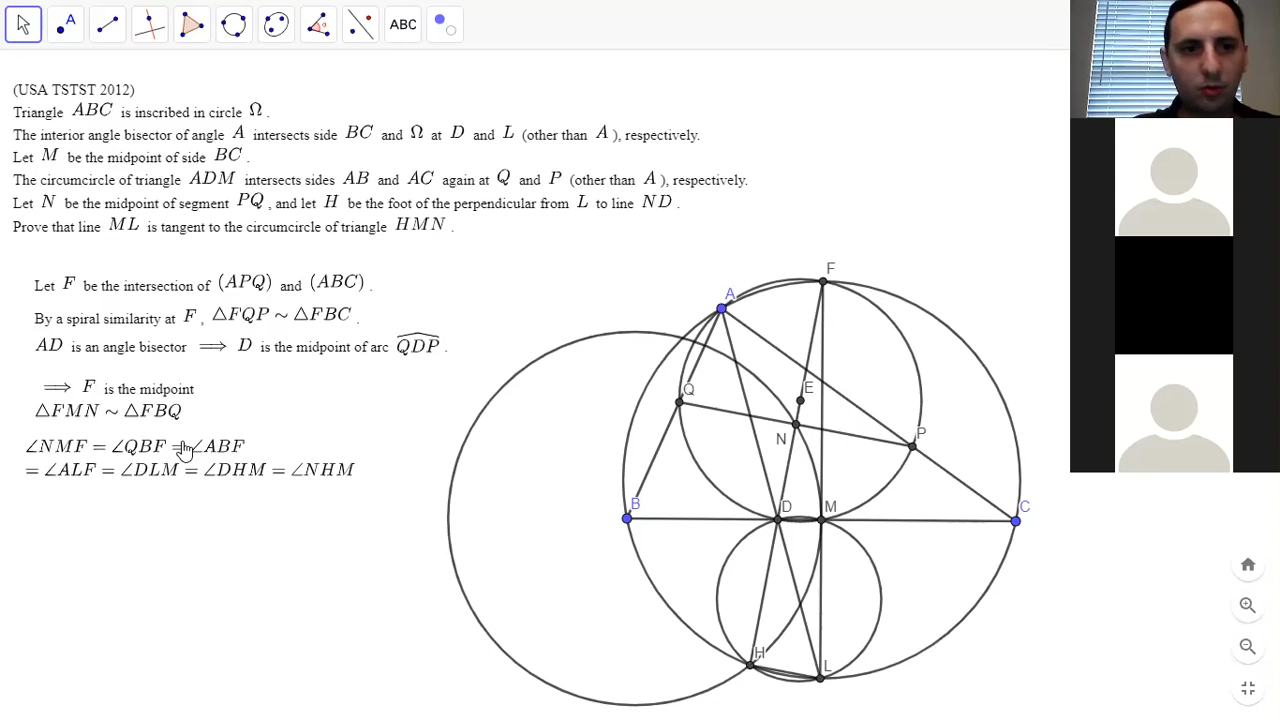 ABC
(USA TSTST 2012)
Triangle ABC is inscribed in circle Ω .
The interior angle bisector of angle A intersects side BC and Ω at D and L (other than A ), respectively.
Let M be the midpoint of side BC .
The circumcircle of triangle ADM intersects sides AB and AC again at Q and P (other than A ), respectively.
Let N be the midpoint of segment PQ , and let H be the foot of the perpendicular from L to line ND .
Prove that line ML is tangent to the circumcircle of triangle HMN .
Let F be the intersection of (APQ) and (ABC) .
By a spiral similarity at F , △FQP ∼ △FBC .
AD is an angle bisector ⟹ D is the midpoint of arc QDP .
⟹ F is the midpoint
△FMN ∼ △FBQ
∠NMF = ∠QBF = ∠ABF
= ∠ALF = ∠DLM = ∠DHM = ∠NHM
F
A
E
Q
N
P
B
D
M
C
H
L